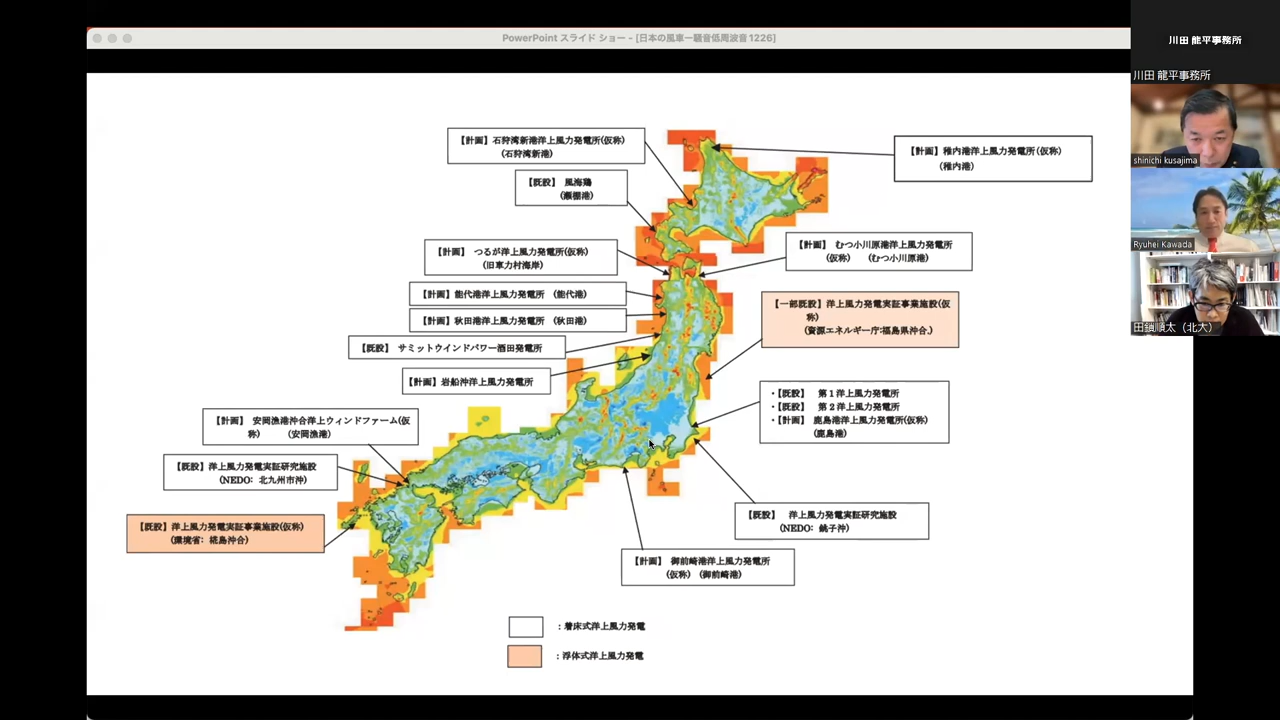 PowerPoint スライド ショー - [日本の風車ー騒音低周波音1226]
川田 龍平事務所
川田 龍平事務所
shinichi kusajima
Ryuhei Kawada
田鎖順太（北大）
【計画】石狩湾新港洋上風力発電所(仮称)
(石狩湾新港)
【計画】稚内港洋上風力発電所(仮称)
(稚内港)
【既設】 風海鶏
(瀬棚港)
【計画】 つるが洋上風力発電所(仮称)
(旧車力村海岸)
【計画】 むつ小川原港洋上風力発電所
(仮称) (むつ小川原港)
【計画】能代港洋上風力発電所 (能代港)
【計画】秋田港洋上風力発電所 (秋田港)
【一部既設】洋上風力発電実証事業施設(仮
称)
(資源エネルギー庁:福島県沖合.)
【既設】 サミットウインドパワー酒田発電所
【計画】岩船沖洋上風力発電所
・【既設】 第1洋上風力発電所
・【既設】 第2洋上風力発電所
・【計画】 鹿島港洋上風力発電所(仮称)
(鹿島港)
【計画】 安岡漁港沖合洋上ウィンドファーム(仮
称) (安岡漁港)
【既設】洋上風力発電実証研究施設
(NEDO: 北九州市沖)
【既設】 洋上風力発電実証研究施設
(NEDO: 銚子沖)
【既設】洋上風力発電実証事業施設(仮称)
(環境省: 椛島沖合)
【計画】 御前崎港洋上風力発電所
(仮称) (御前崎港)
：着床式洋上風力発電
：浮体式洋上風力発電